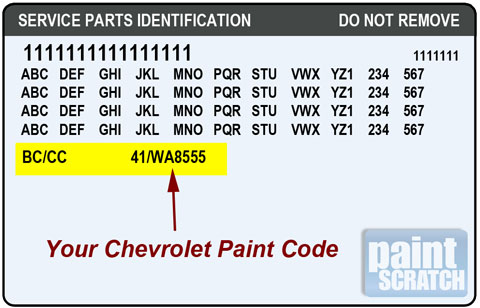 SERVICE PARTS IDENTIFICATION DO NOT REMOVE
11111111111111111 1111111
ABC DEF GHI JKL MNO PQR STU VWX YZ1 234 567
ABC DEF GHI JKL MNO PQR STU VWX YZ1 234 567
ABC DEF GHI JKL MNO PQR STU VWX YZ1 234 567
ABC DEF GHI JKL MNO PQR STU VWX YZ1 234 567
BC/CC 41/WA8555
Your Chevrolet Paint Code
paint
SCRATCH